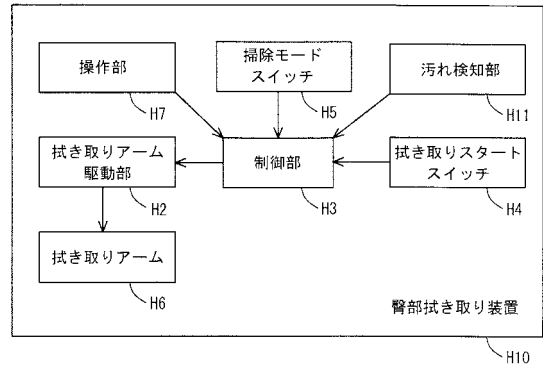 操作部
H7
掃除モード
スイッチ
H5
汚れ検知部
H11
拭き取りアーム
駆動部
H2
制御部
H3
拭き取りスタート
スイッチ
H4
拭き取りアーム
H6
臀部拭き取り装置
H10